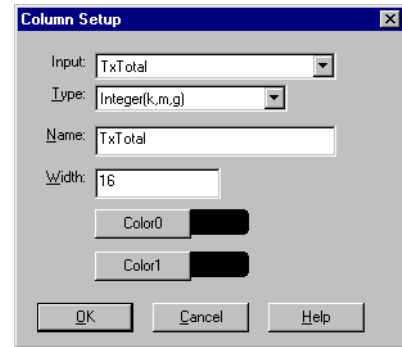 Column Setup
Input: TxTotal
Type: Integer(k,m,g)
Name: TxTotal
Width: 16
Color0
Color1
OK Cancel Help